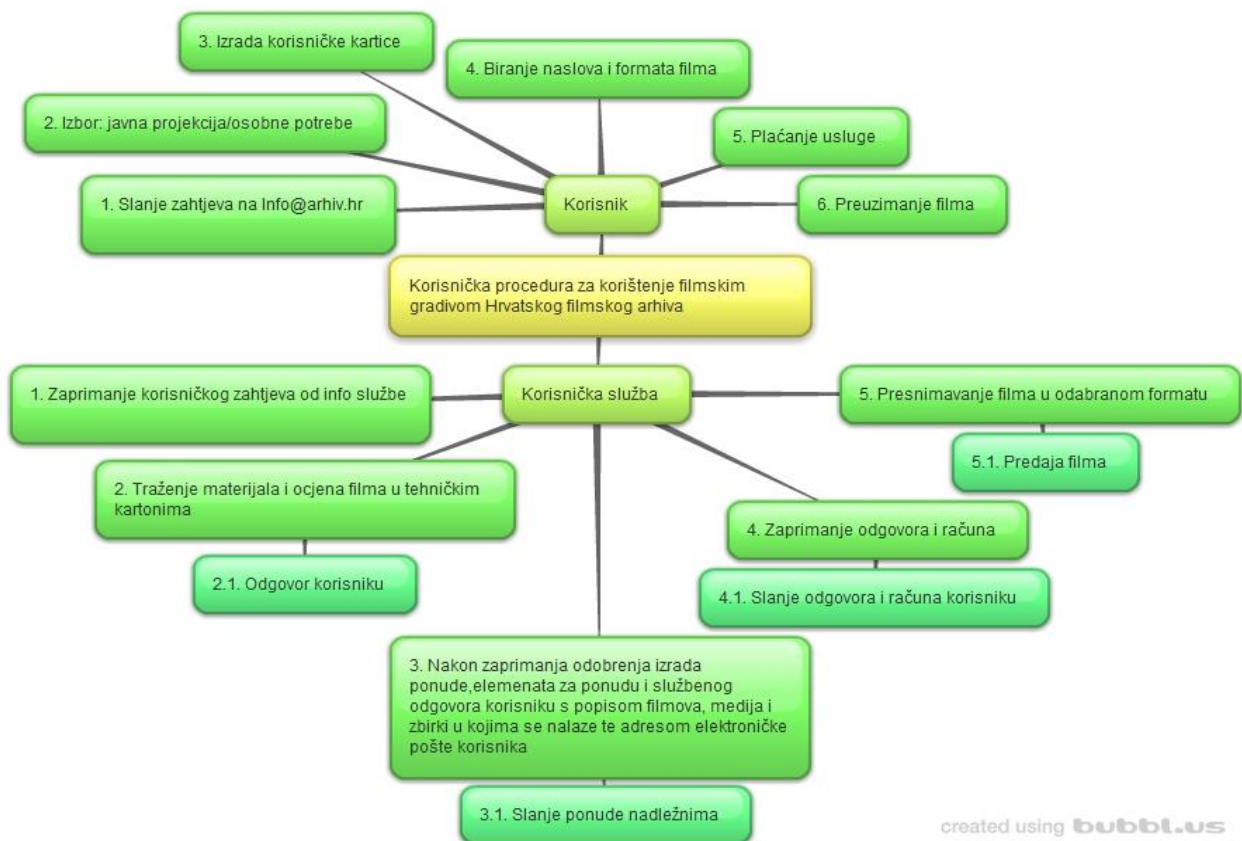 3. Izrada korisničke kartice
4. Biranje naslova i formata filma
2. Izbor: javna projekcija/osobne potrebe
5. Plaćanje usluge
1. Slanje zahtjeva na Info@arhiv.hr
Korisnik
6. Preuzimanje filma
Korisnička procedura za korištenje filmskim
gradivom Hrvatskog filmskog arhiva
1. Zaprimanje korisničkog zahtjeva od info službe
Korisnička služba
5. Presnimavanje filma u odabranom formatu
5.1. Predaja filma
2. Traženje materijala i ocjena filma u tehničkim
kartonima
2.1. Odgovor korisniku
4. Zaprimanje odgovora i računa
4.1. Slanje odgovora i računa korisniku
3. Nakon zaprimanja odobrenja izrada
ponude,elemenata za ponudu i službenog
odgovora korisniku s popisom filmova, medija i
zbirki u kojima se nalaze te adresom elektroničke
pošte korisnika
3.1. Slanje ponude nadležnima
created using bubbl.us